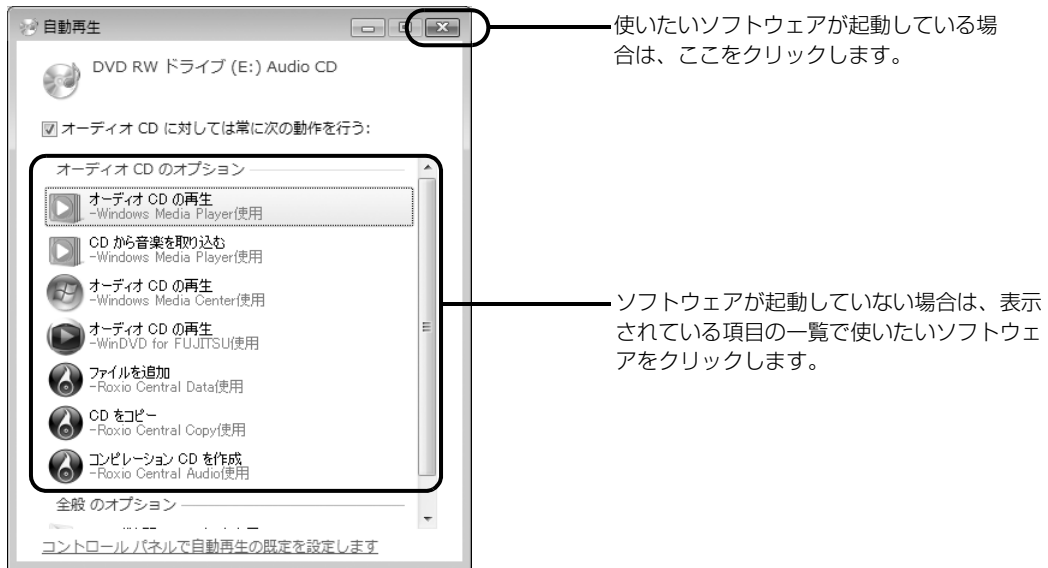 自動再生
DVD RW ドライブ (E:) Audio CD
オーディオ CD に対しては常に次の動作を行う:
オーディオ CD のオプション
オーディオ CD の再生
-Windows Media Player使用
CD から音楽を取り込む
-Windows Media Player使用
オーディオ CD の再生
-Windows Media Center使用
オーディオ CD の再生
-WinDVD for FUJITSU使用
ファイルを追加
-Roxio Central Data使用
CD をコピー
-Roxio Central Copy使用
コンピレーション CD を作成
-Roxio Central Audio使用
全般 のオプション
コントロール パネルで自動再生の既定を設定します
使いたいソフトウェアが起動している場
合は、ここをクリックします。
ソフトウェアが起動していない場合は、表示
されている項目の一覧で使いたいソフトウェ
アをクリックします。